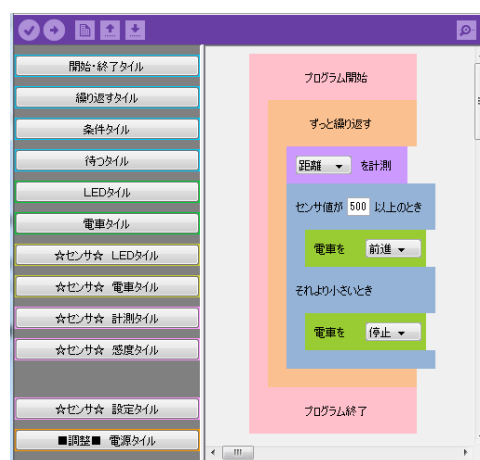 開始・終了タイル
繰り返すタイル
条件タイル
待つタイル
LEDタイル
電車タイル
☆センサ☆ LEDタイル
☆センサ☆ 電車タイル
☆センサ☆ 計測タイル
☆センサ☆ 感度タイル
☆センサ☆ 設定タイル
■調整■ 電源タイル
プログラム開始
ずっと繰り返す
距離 を計測
センサ値が 500 以上のとき
電車を 前進
それより小さいとき
電車を 停止
プログラム終了